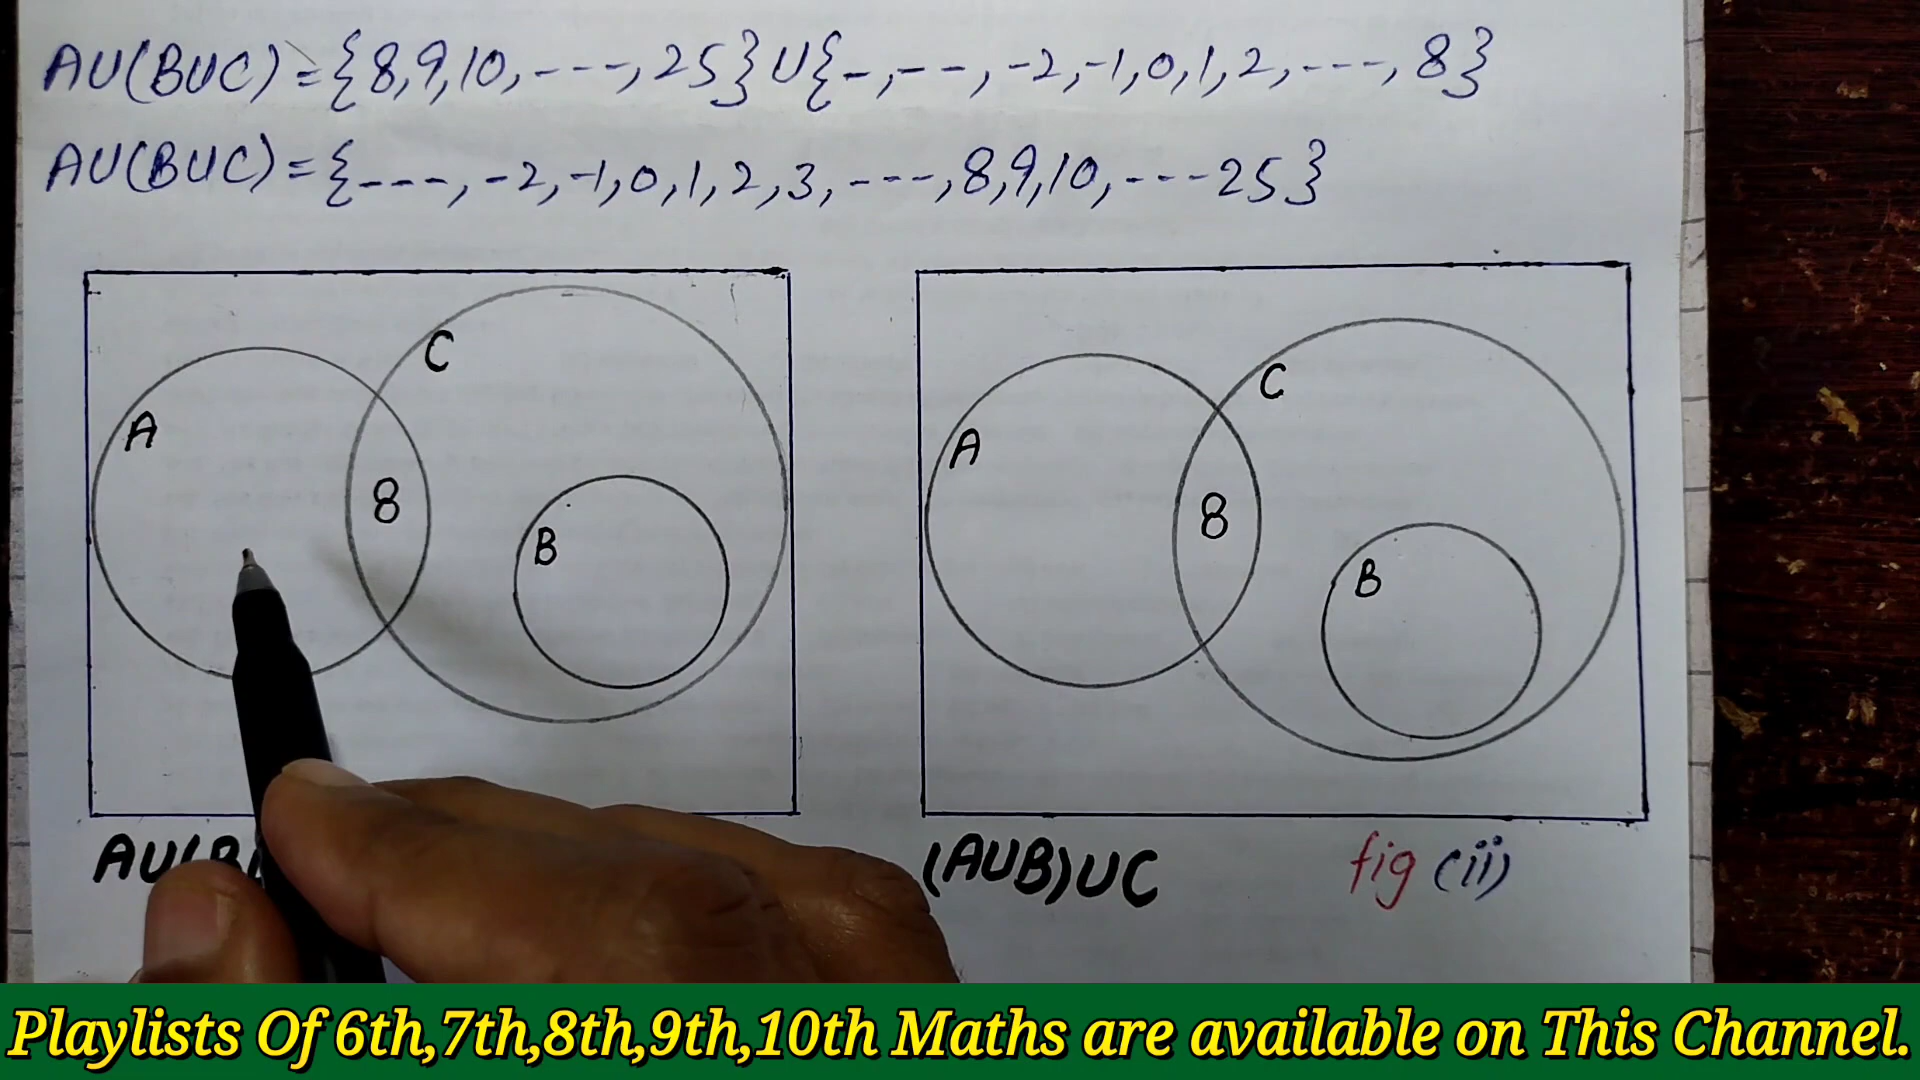 AU(BUC)={8,9,10,----,25}U{-,---,-2,-1,0,1,2,----,8}
AU(BUC)={----,-2,-1,0,1,2,3,----,8,9,10,---25}
C
A
8
B
C
A
8
B
(AUB)UC
fig (ii)
Playlists Of 6th,7th,8th,9th,10th Maths are available on This Channel.